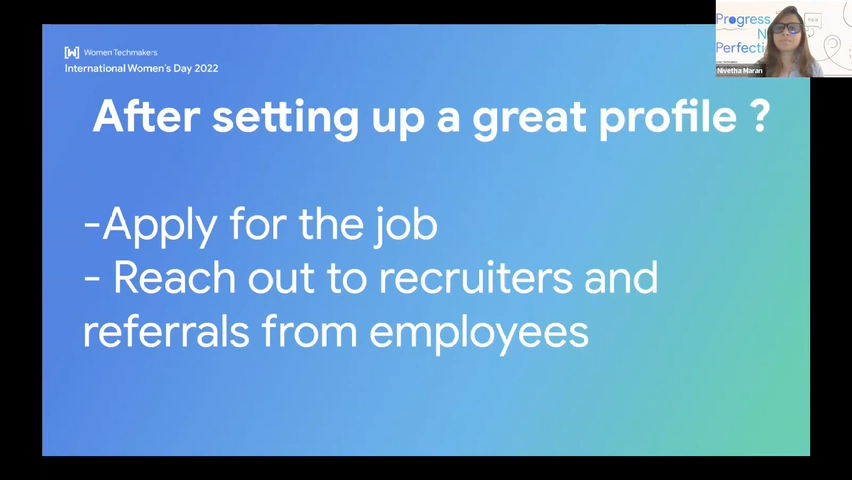 Women Techmakers
International Women's Day 2022
After setting up a great profile ?
-Apply for the job
- Reach out to recruiters and
referrals from employees
Progress
N
Perfecti
Nivetha Maran